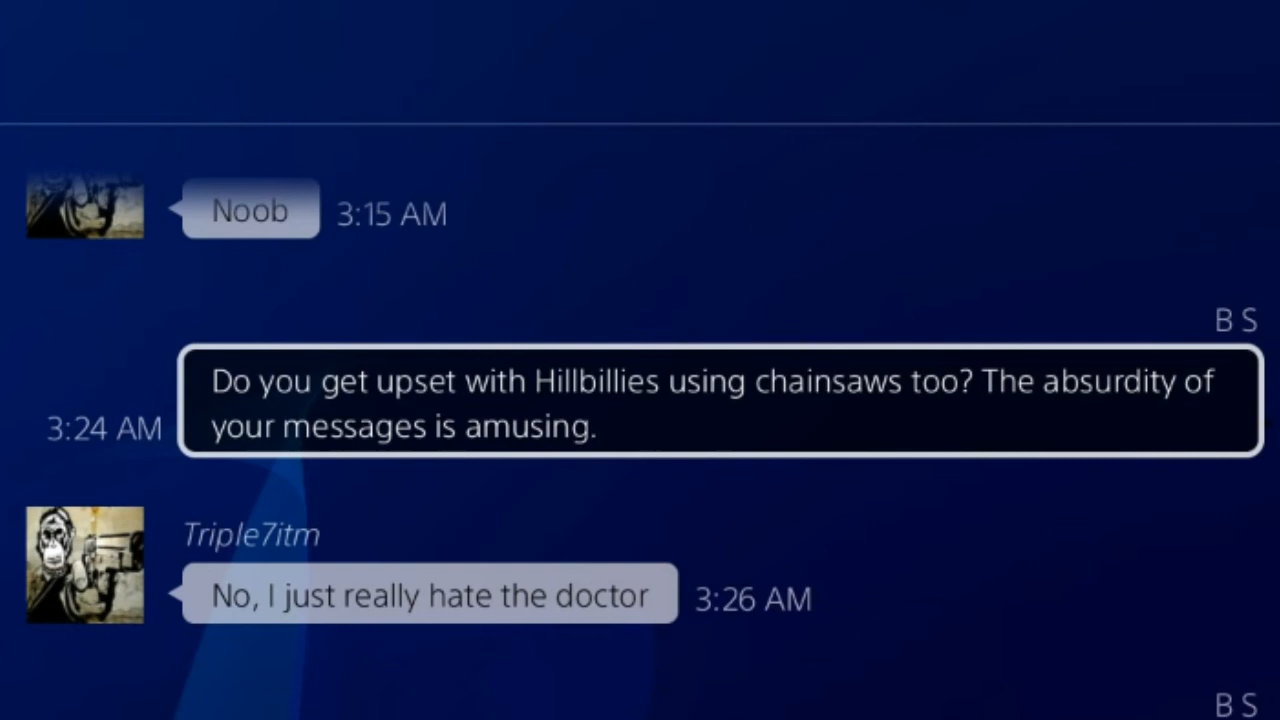 Noob 3:15 AM
B S
Do you get upset with Hillbillies using chainsaws too? The absurdity of
your messages is amusing.
3:24 AM
Triple7itm
No, I just really hate the doctor 3:26 AM
B S